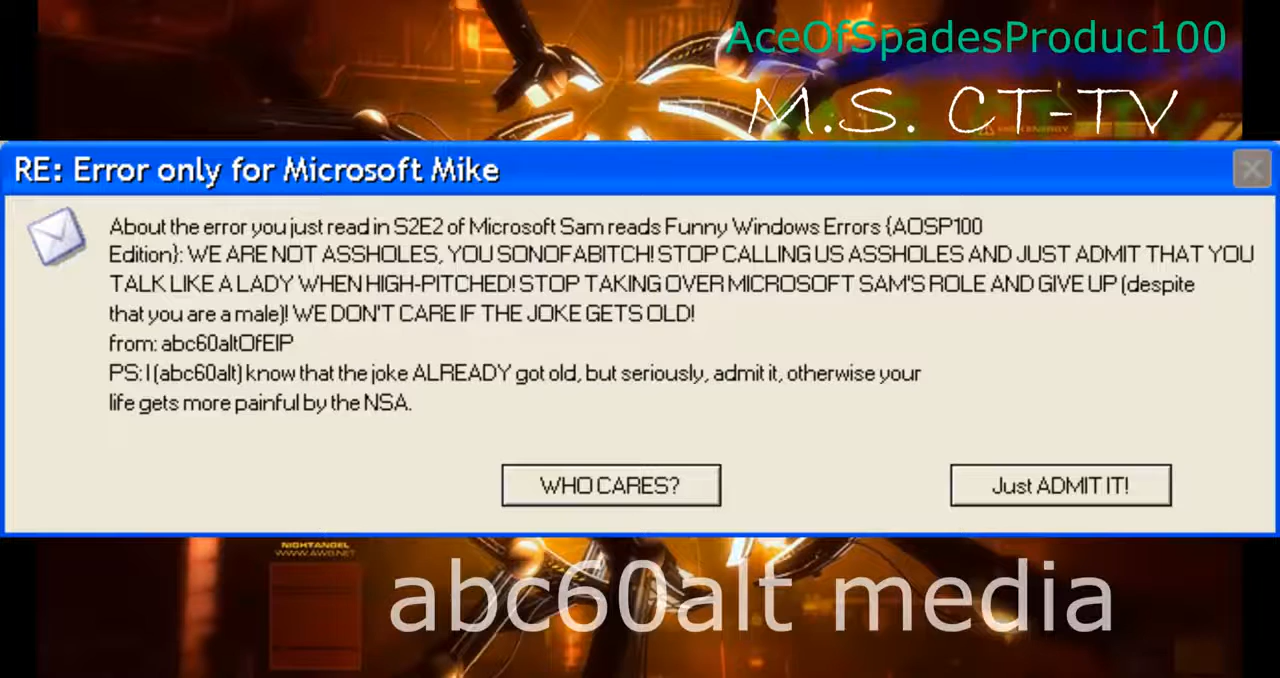 AceOfSpadesProduc100
M.S. CT-TV
RE: Error only for Microsoft Mike
About the error you just read in S2E2 of Microsoft Sam reads Funny Windows Errors {AOSP100
Edition}: WE ARE NOT ASSHOLES, YOU SONOFABITCH! STOP CALLING US ASSHOLES AND JUST ADMIT THAT YOU
TALK LIKE A LADY WHEN HIGH-PITCHED! STOP TAKING OVER MICROSOFT SAM'S ROLE AND GIVE UP (despite
that you are a male)! WE DON'T CARE IF THE JOKE GETS OLD!
from: abc60altOfEIP
PS: I (abc60alt) know that the joke ALREADY got old, but seriously, admit it, otherwise your
life gets more painful by the NSA.
WHO CARES?
Just ADMIT IT!
NIGHTANGEL
WWW.AWD.NET
abc60alt media